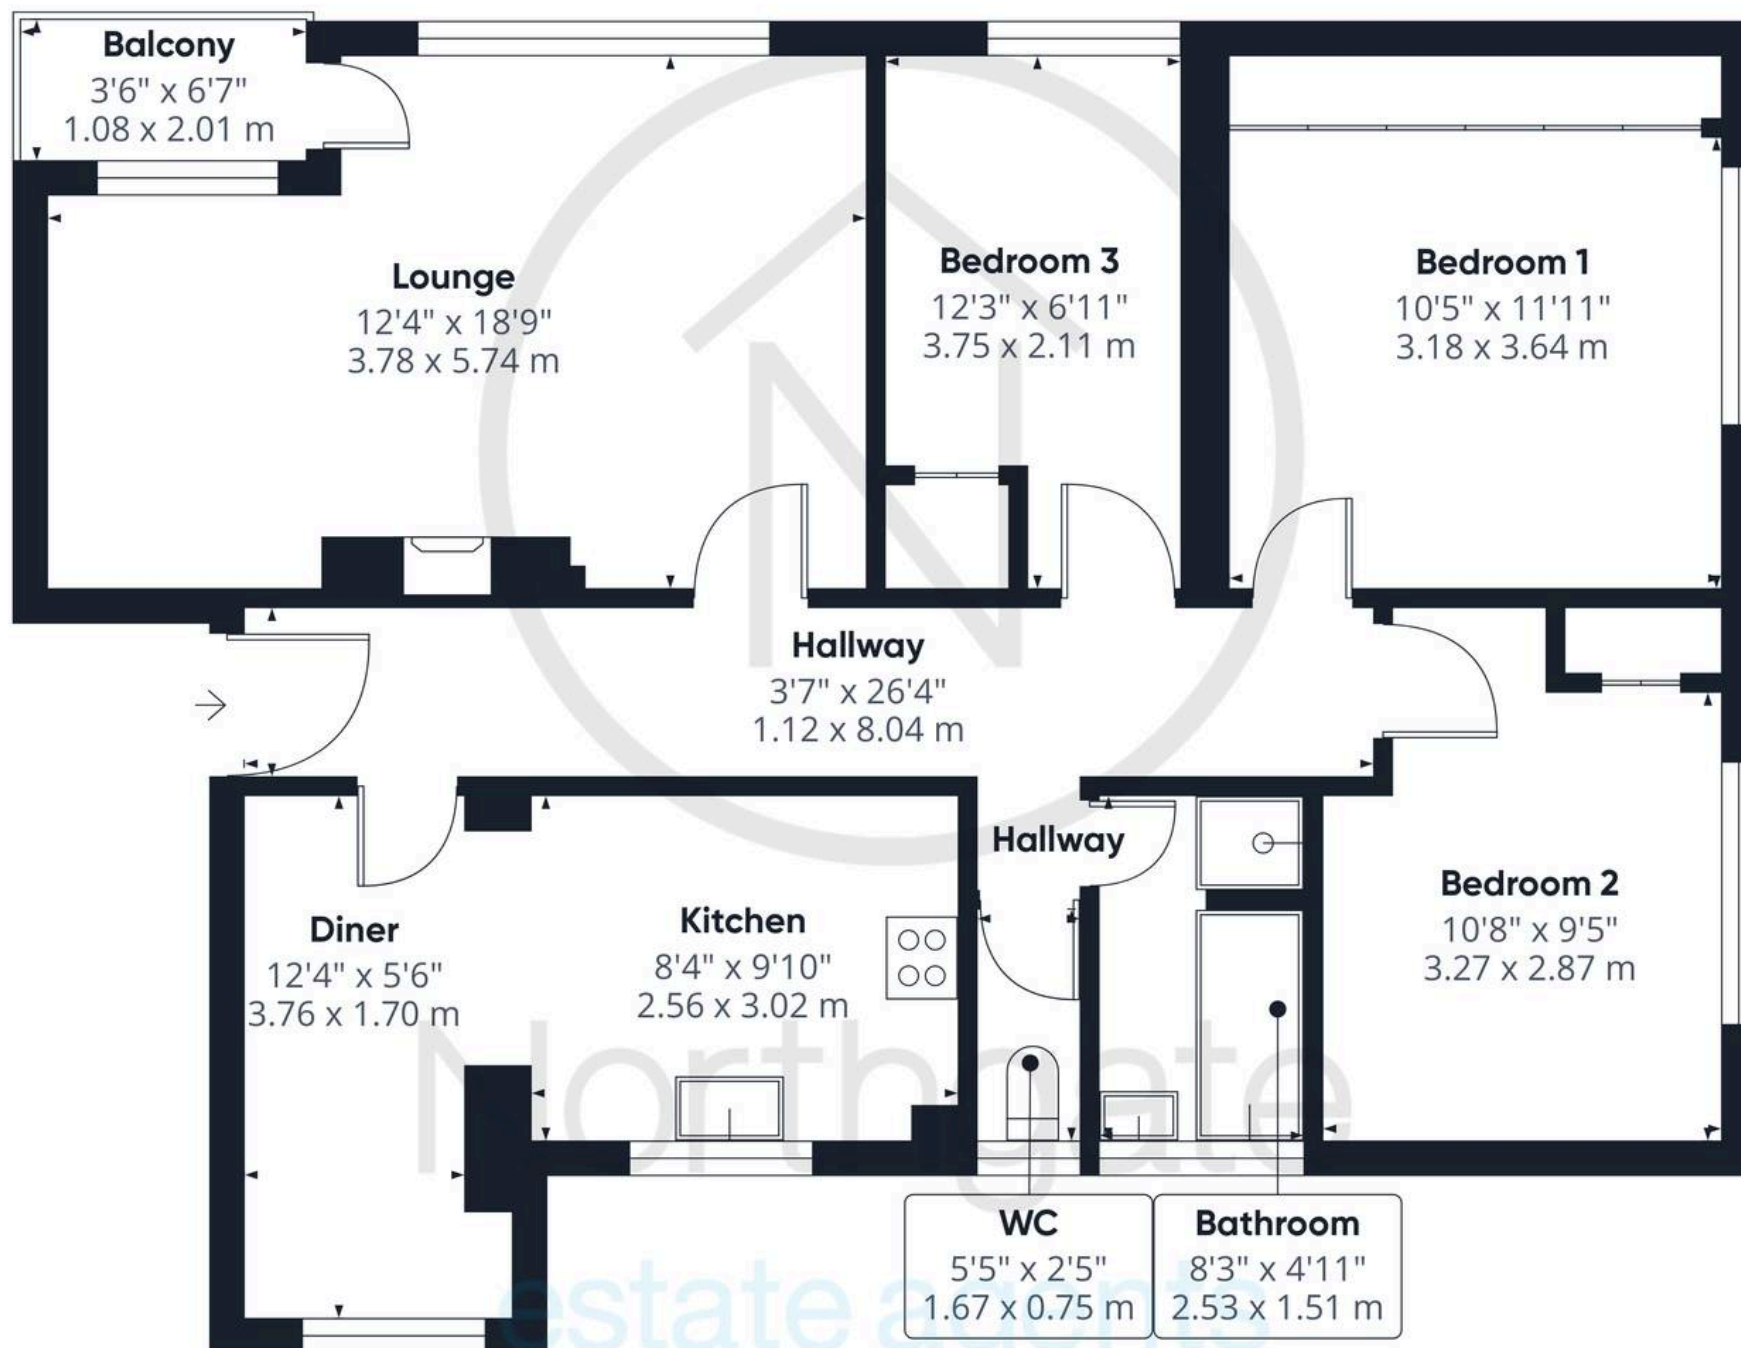 Balcony
3'6" x 6'7"
1.08 x 2.01 m
Lounge
12'4" x 18'9"
3.78 x 5.74 m
Bedroom 3
12'3" x 6'11"
3.75 x 2.11 m
Bedroom 1
10'5" x 11'11"
3.18 x 3.64 m
Hallway
3'7" x 26'4"
1.12 x 8.04 m
Hallway
Diner
12'4" x 5'6"
3.76 x 1.70 m
Kitchen
8'4" x 9'10"
2.56 x 3.02 m
Bedroom 2
10'8" x 9'5"
3.27 x 2.87 m
WC
5'5" x 2'5"
1.67 x 0.75 m
Bathroom
8'3" x 4'11"
2.53 x 1.51 m
N
Northgate
estate agents